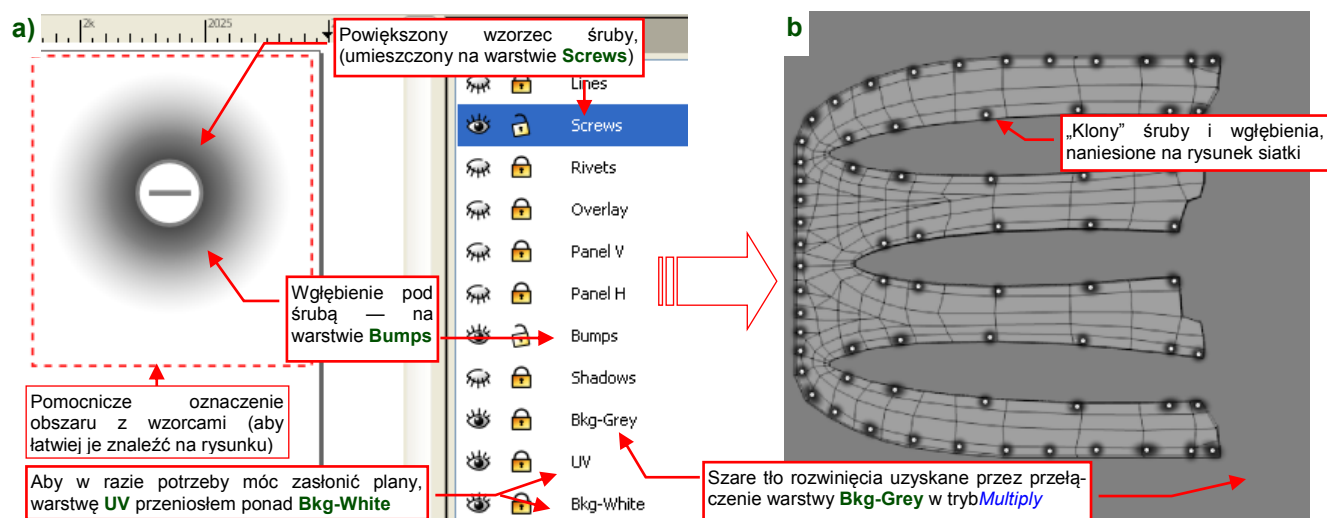 a)
2k
2025
Powiększony wzorzec śruby,
(umieszczony na warstwie Screws)
Lines
Screws
Rivets
Overlay
Panel V
Panel H
Bumps
Shadows
Bkg-Grey
UV
Bkg-White
Wgłębienie pod
śrubą — na
warstwie Bumps
Pomocnicze oznaczenie
obszaru z wzorcami (aby
łatwiej je znaleźć na rysunku)
Aby w razie potrzeby móc zasłonić plany,
warstwę UV przeniosłem ponad Bkg-White
b
„Klony” śruby i wgłębienia,
naniesione na rysunek siatki
Szare tło rozwinięcia uzyskane przez przełą-
czenie warstwy Bkg-Grey w trybMultiply